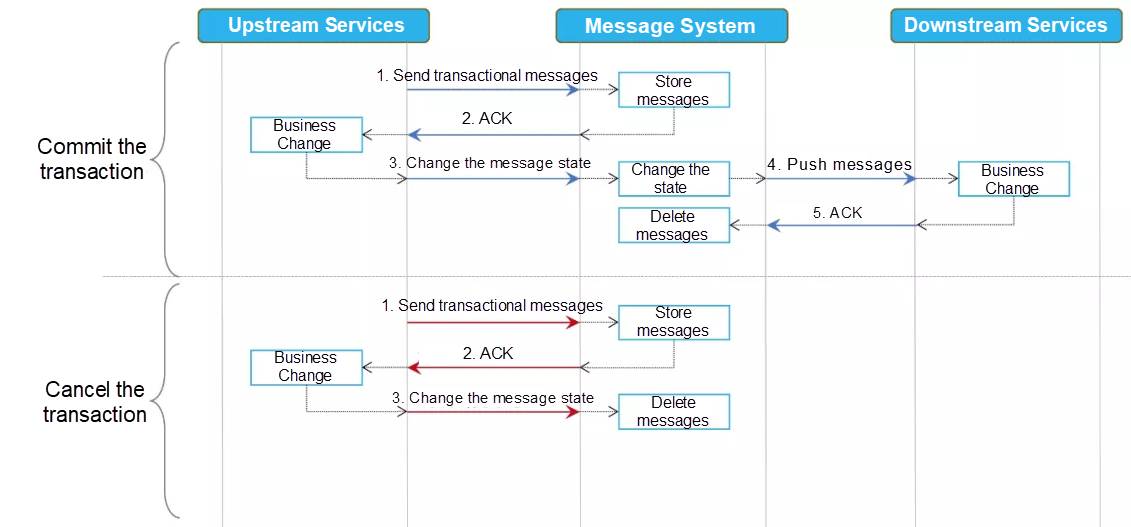 Upstream Services
Message System
Downstream Services
1. Send transactional messages
Store
messages
2. ACK
Business
Change
Commit the
transaction
3. Change the message state
Change the
state
4. Push messages
Business
Change
Delete
messages
5. ACK
1. Send transactional messages
Store
messages
2. ACK
Business
Change
Cancel the
transaction
3. Change the message state
Delete
messages